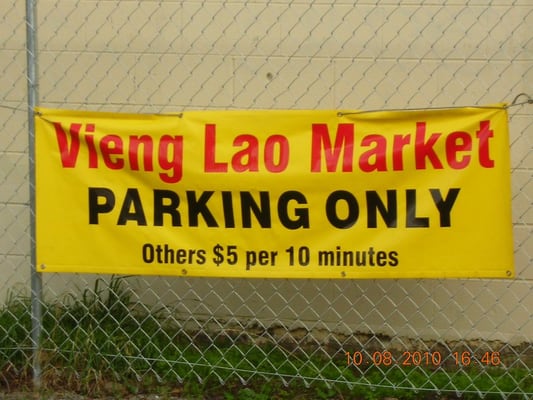 Vieng Lao Market
PARKING ONLY
Others $5 per 10 minutes
10.08.2010 16:46